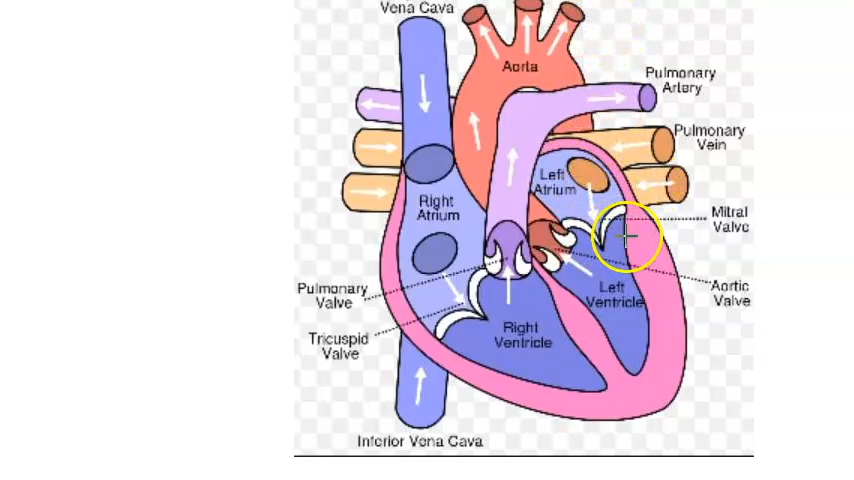 Vena Cava
Aorta
Pulmonary
Artery
Pulmonary
Vein
Left
Atrium
Right
Atrium
Mitral
Valve
Pulmonary
Valve
Left
Ventricle
Aortic
Valve
Tricuspid
Valve
Right
Ventricle
Inferior Vena Cava